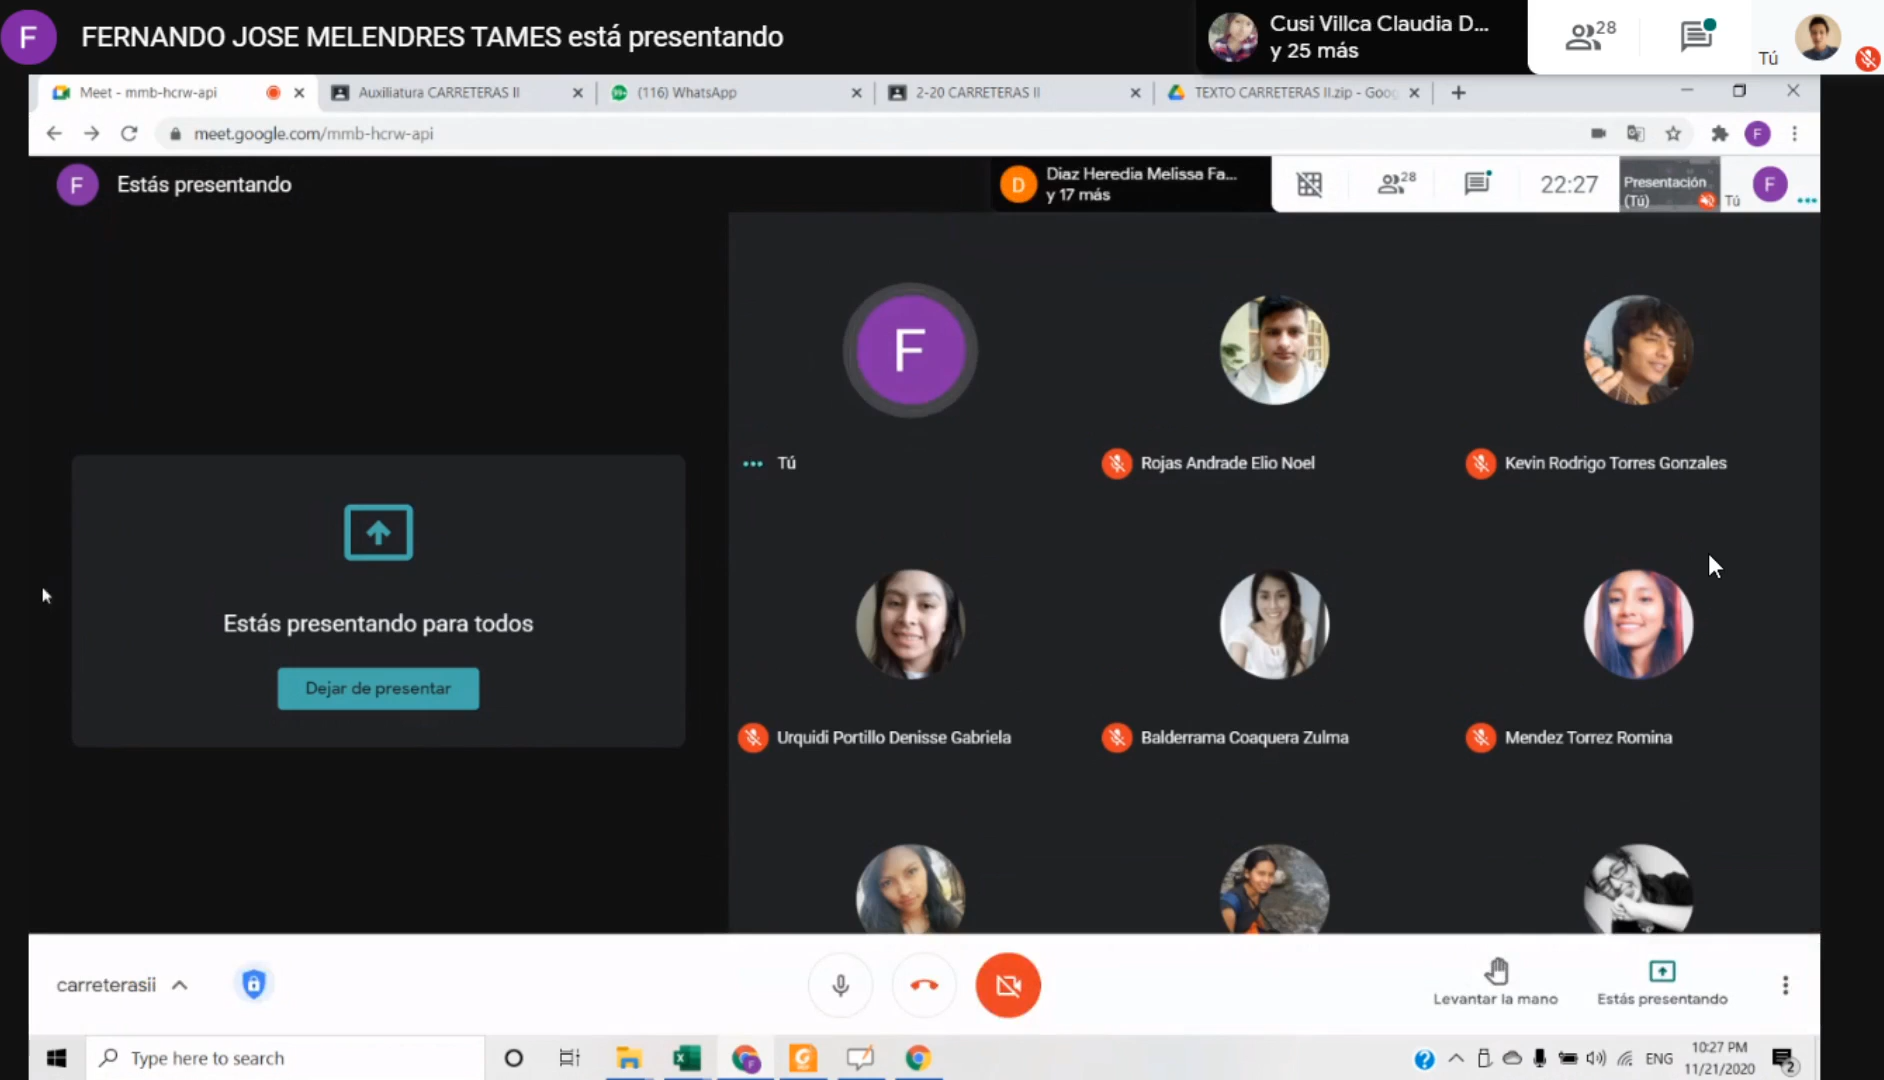 F
FERNANDO JOSE MELENDRES TAMES está presentando
Cusi Villca Claudia D...
y 25 más
28
Tú
Meet - mmb-hcrw-api
Auxiliatura CARRETERAS II
(116) WhatsApp
2-20 CARRETERAS II
TEXTO CARRETERAS II.zip - Goog
meet.google.com/mmb-hcrw-api
F
F
Estás presentando
D
Diaz Heredia Melissa Fa...
y 17 más
28
22:27
Presentación
(Tú)
Tú
F
F
Tú
Rojas Andrade Elio Noel
Kevin Rodrigo Torres Gonzales
Estás presentando para todos
Dejar de presentar
Urquidi Portillo Denisse Gabriela
Balderrama Coaquera Zulma
Mendez Torrez Romina
carreterasii
Levantar la mano
Estás presentando
Type here to search
ENG
10:27 PM
11/21/2020
2